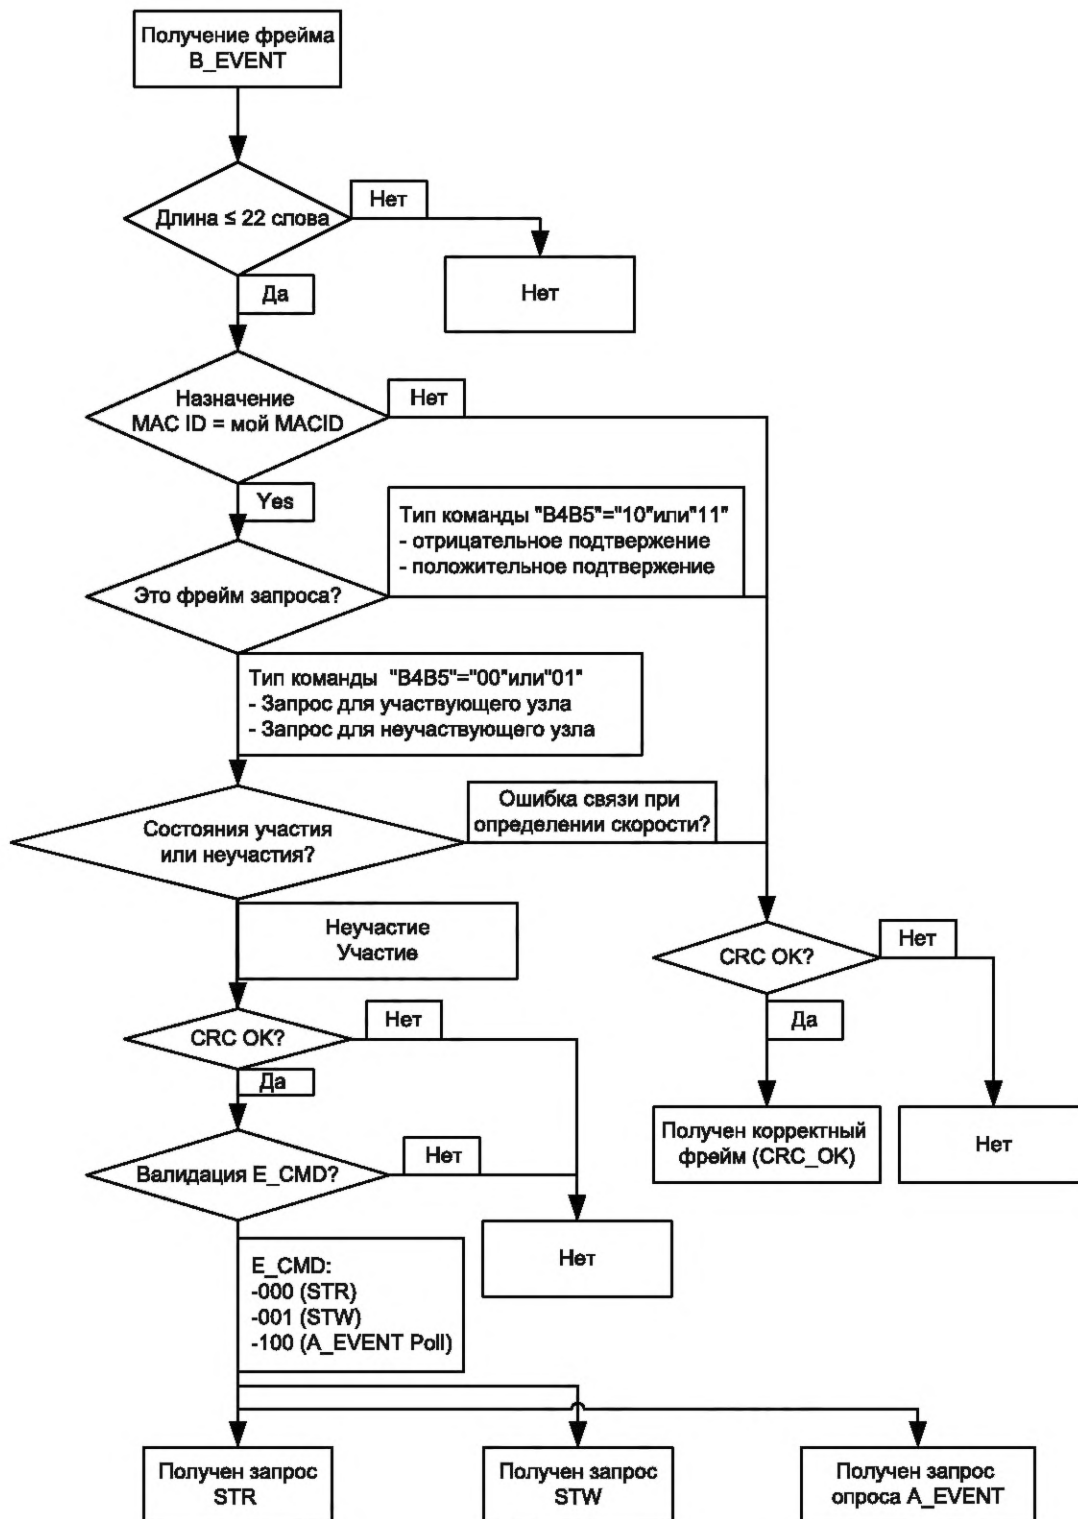 Получение фрейма
B_EVENT
Длина ≤ 22 слова
Нет
Нет
Да
Назначение
MAC ID = мой MACID
Нет
Yes
Тип команды "B4B5"="10"или"11"
- отрицательное подтвержение
- положительное подтвержение
Это фрейм запроса?
Тип команды "B4B5"="00"или"01"
- Запрос для участвующего узла
- Запрос для неучаствующего узла
Состояния участия
или неучастия?
Ошибка связи при
определении скорости?
Неучастие
Участие
CRC OK?
Нет
Да
CRC OK?
Нет
Да
Получен корректный
фрейм (CRC_OK)
Нет
Валидация E_CMD?
Нет
Нет
E_CMD:
-000 (STR)
-001 (STW)
-100 (A_EVENT Poll)
Получен запрос
STR
Получен запрос
STW
Получен запрос
опроса A_EVENT